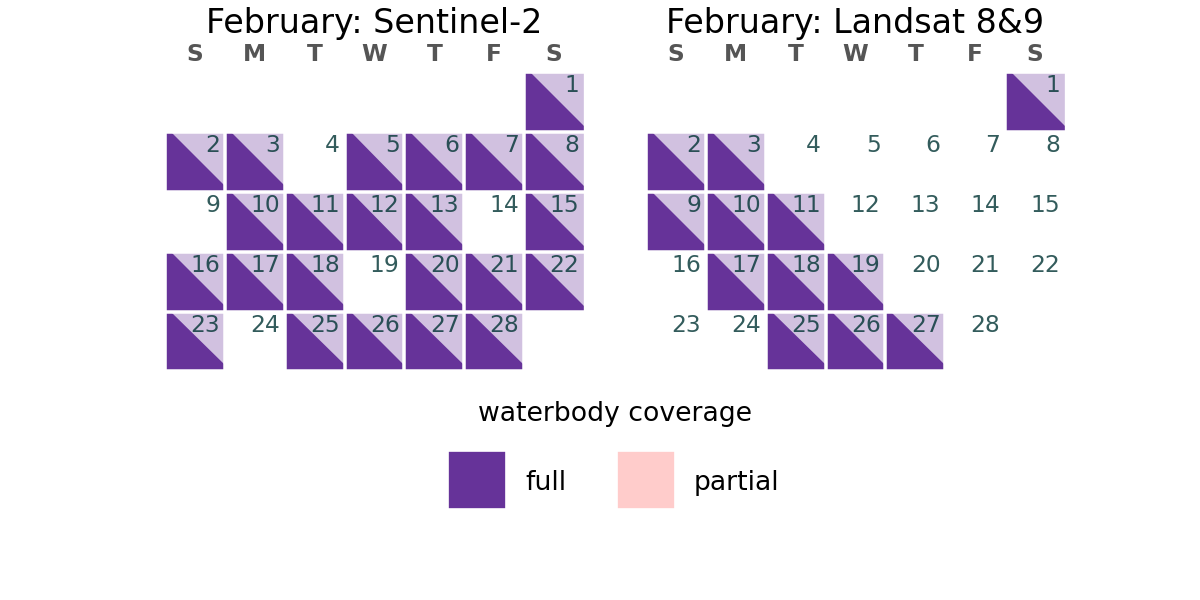 February: Sentinel-2
S M T W T F S
1
2 3 4 5 6 7 8
9 10 11 12 13 14 15
16 17 18 19 20 21 22
23 24 25 26 27 28
February: Landsat 8&9
S M T W T F S
1
2 3 4 5 6 7 8
9 10 11 12 13 14 15
16 17 18 19 20 21 22
23 24 25 26 27 28
waterbody coverage
full partial